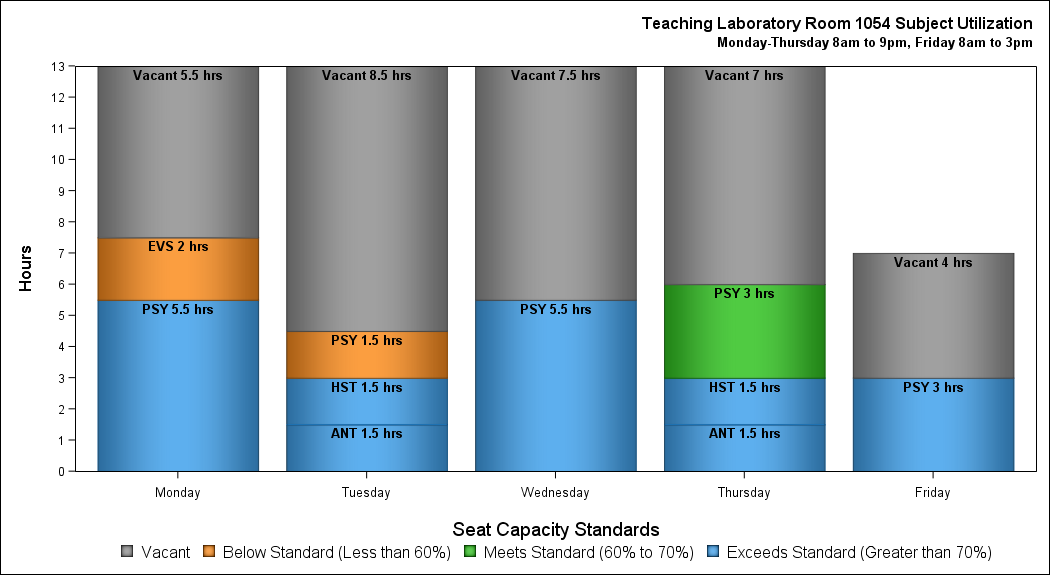 Teaching Laboratory Room 1054 Subject Utilization
Monday-Thursday 8am to 9pm, Friday 8am to 3pm
Hours
13
12
11
10
9
8
7
6
5
4
3
2
1
0
Vacant 5.5 hrs
EVS 2 hrs
PSY 5.5 hrs
Vacant 8.5 hrs
PSY 1.5 hrs
HST 1.5 hrs
ANT 1.5 hrs
Vacant 7.5 hrs
PSY 5.5 hrs
Vacant 7 hrs
PSY 3 hrs
HST 1.5 hrs
ANT 1.5 hrs
Vacant 4 hrs
PSY 3 hrs
Monday Tuesday Wednesday Thursday Friday
Seat Capacity Standards
Vacant Below Standard (Less than 60%) Meets Standard (60% to 70%) Exceeds Standard (Greater than 70%)